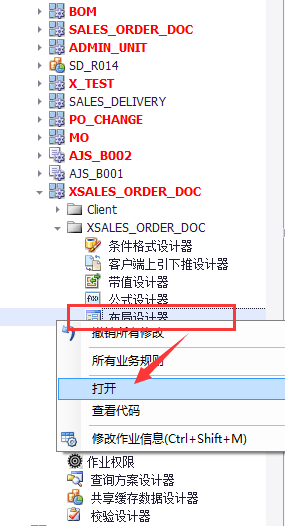 BOM
SALES_ORDER_DOC
ADMIN_UNIT
SD_R014
X_TEST
SALES_DELIVERY
PO_CHANGE
MO
AJS_B002
AJS_B001
XSALES_ORDER_DOC
Client
XSALES_ORDER_DOC
条件格式设计器
客户端上引下推设计器
带值设计器
公式设计器
布局设计器
撤销所有修改
所有业务规则
打开
查看代码
修改作业信息(Ctrl+Shift+M)
作业权限
查询方案设计器
共享缓存数据设计器
校验设计器